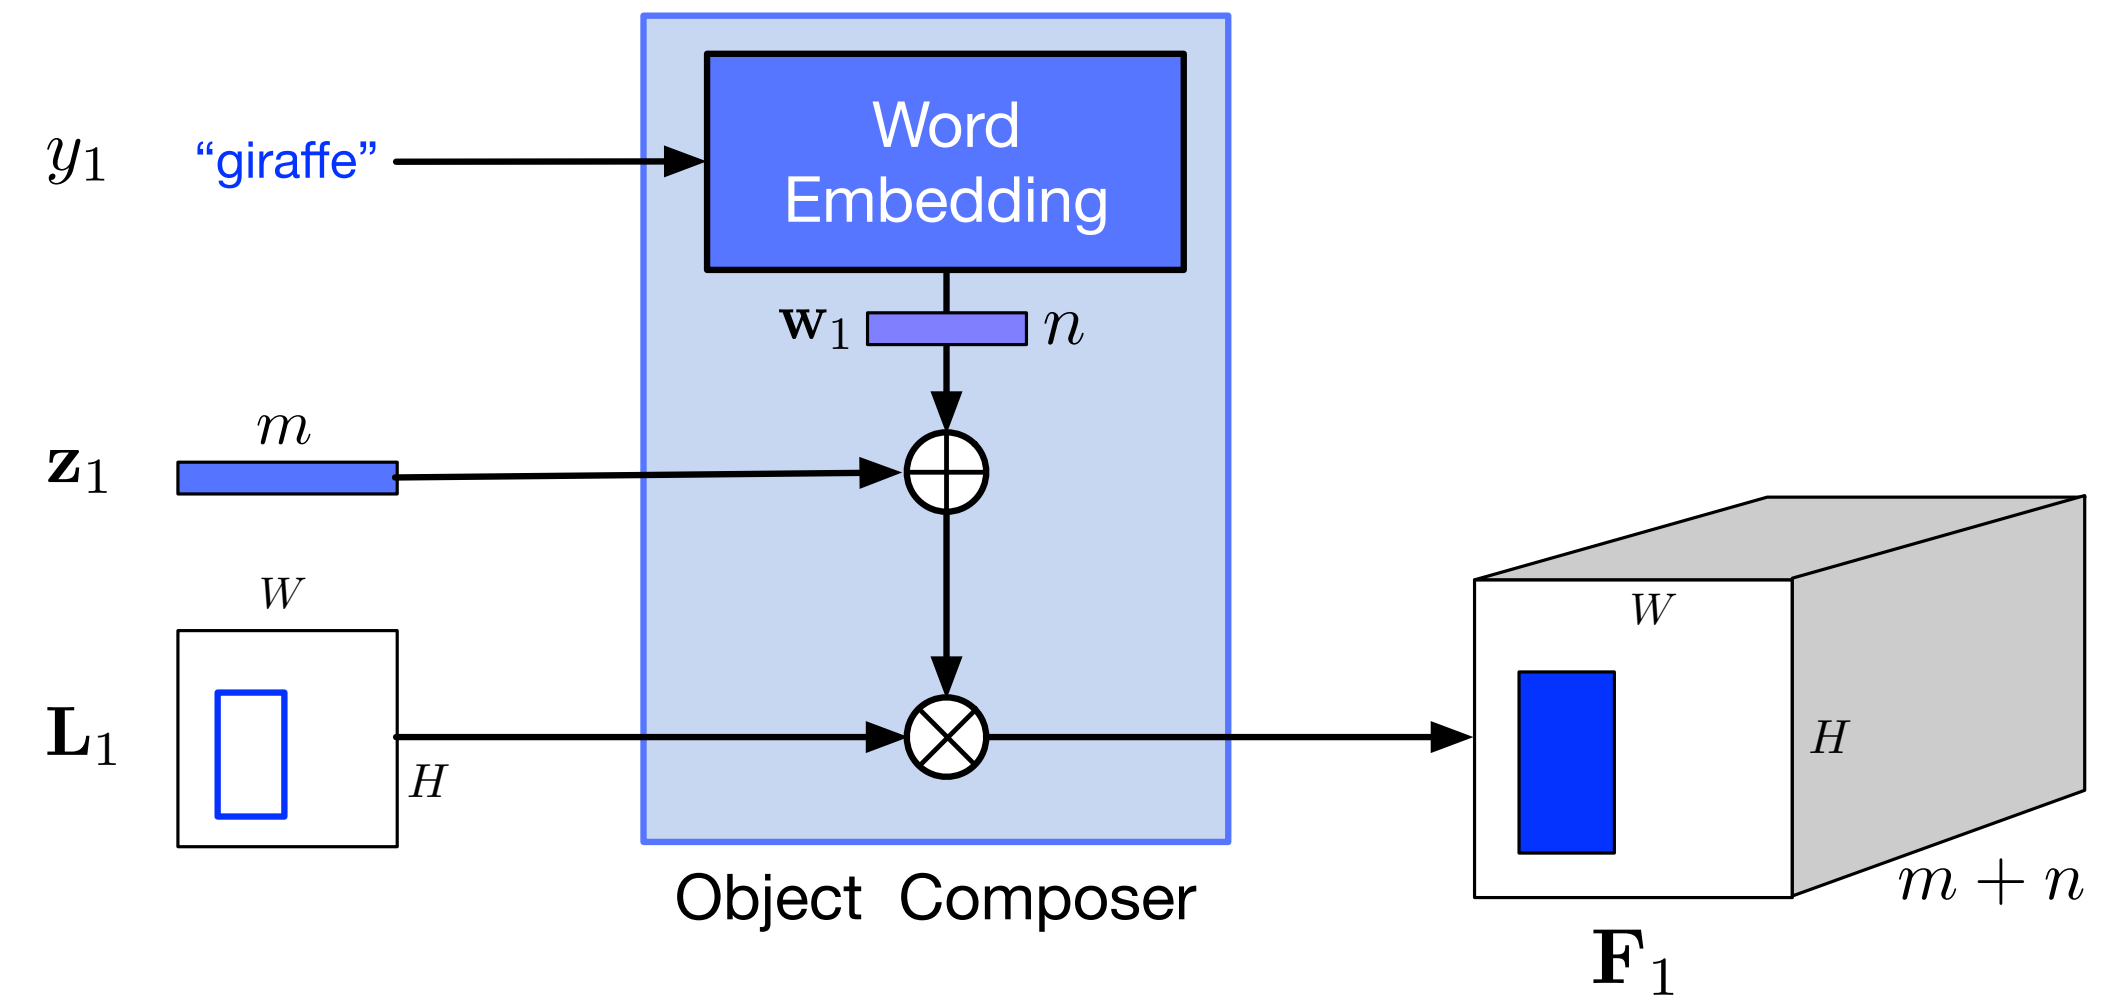 y₁ “giraffe”
Word
Embedding
w₁ n
m
z₁
W
L₁
H
W
H
m + n
Object Composer
F₁